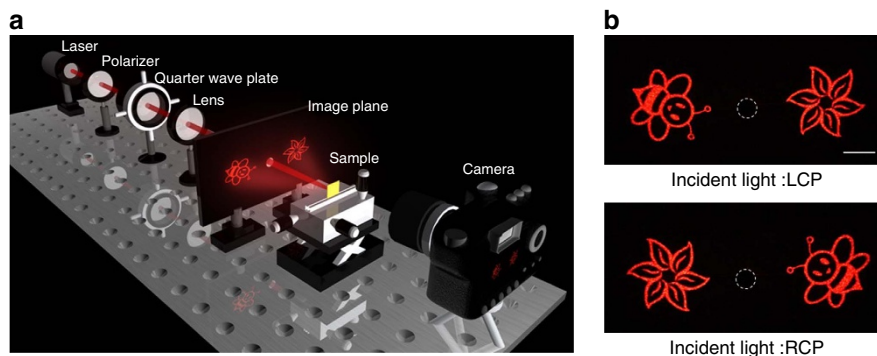 a
Laser
Polarizer
Quarter wave plate
Lens
Image plane
Sample
Camera
b
Incident light :LCP
Incident light :RCP